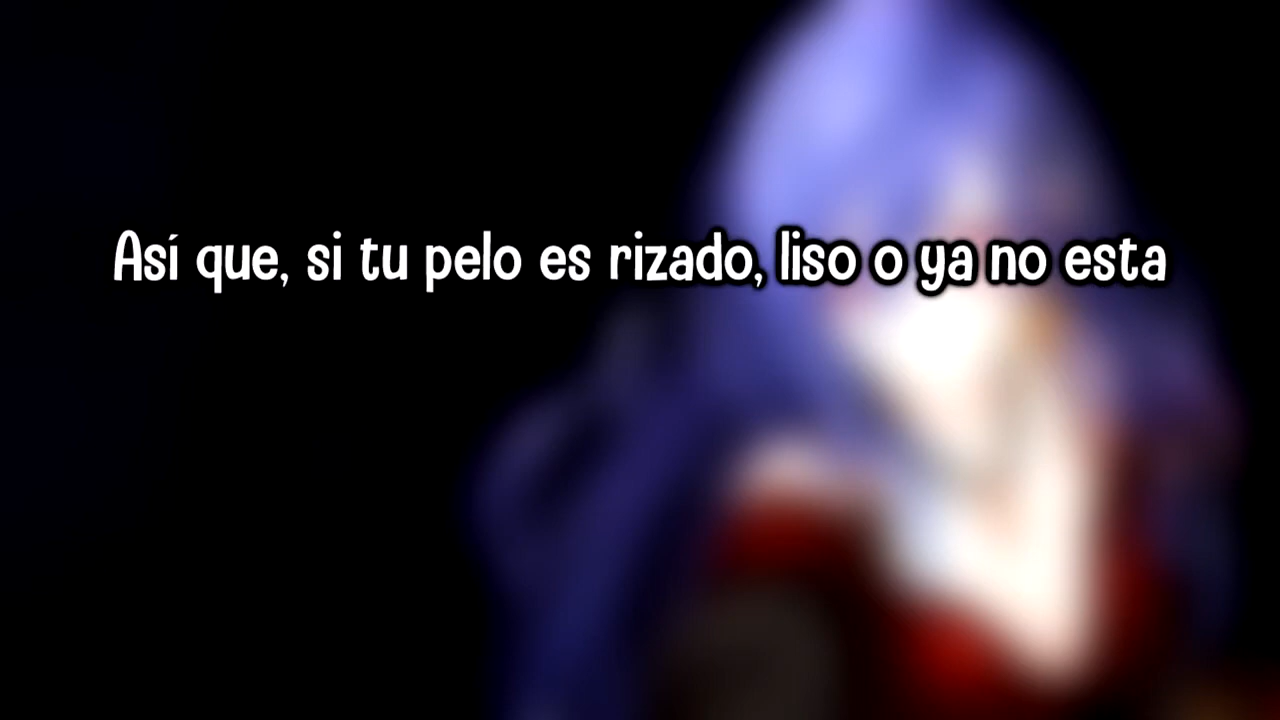 Así que, si tu pelo es rizado, liso o ya no esta